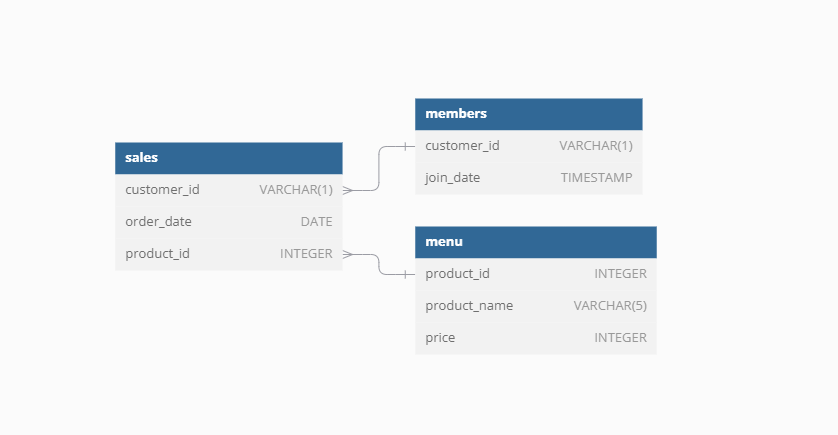 sales
customer_id VARCHAR(1)
order_date DATE
product_id INTEGER
members
customer_id VARCHAR(1)
join_date TIMESTAMP
menu
product_id INTEGER
product_name VARCHAR(5)
price INTEGER